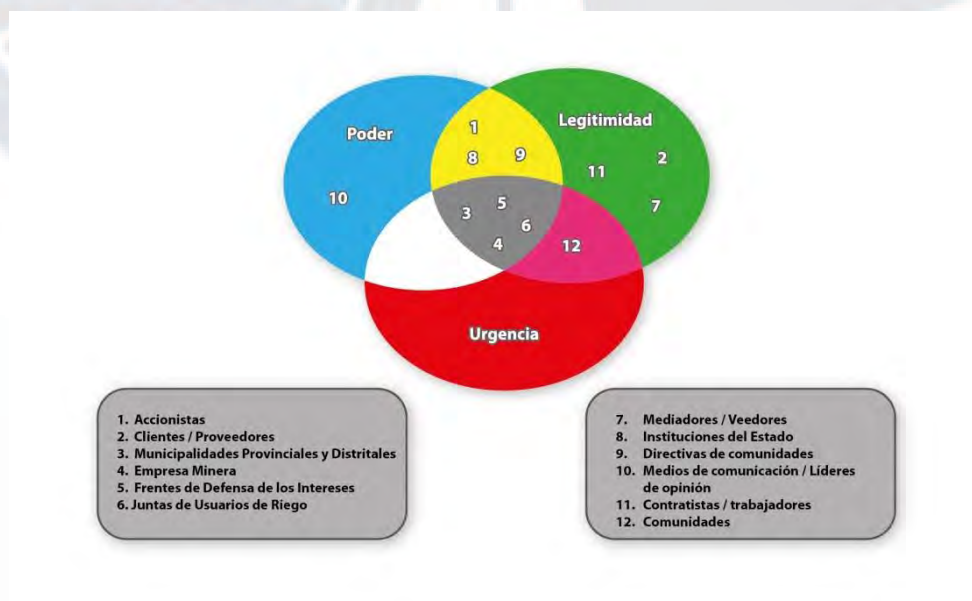 Poder
Legitimidad
1
8
9
11
2
7
10
3
5
6
4
12
Urgencia
1. Accionistas
2. Clientes / Proveedores
3. Municipalidades Provinciales y Distritales
4. Empresa Minera
5. Frentes de Defensa de los Intereses
6. Juntas de Usuarios de Riego
7. Mediadores / Veedores
8. Instituciones del Estado
9. Directivas de comunidades
10. Medios de comunicación / Líderes
de opinión
11. Contratistas / trabajadores
12. Comunidades